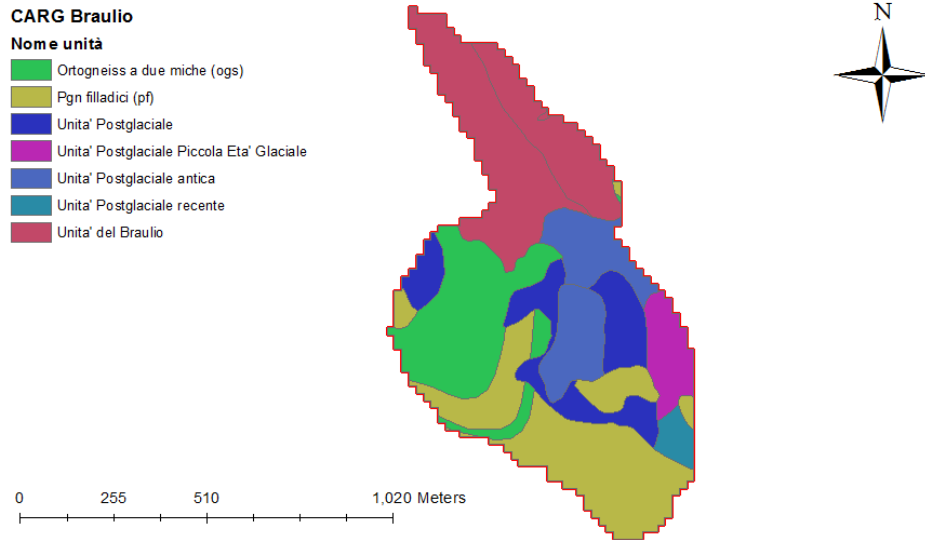 CARG Braulio
Nome unità
Ortogneiss a due miche (ogs)
Pgn filladici (pf)
Unita' Postglaciale
Unita' Postglaciale Piccola Eta' Glaciale
Unita' Postglaciale antica
Unita' Postglaciale recente
Unita' del Braulio
N
0 255 510 1,020 Meters